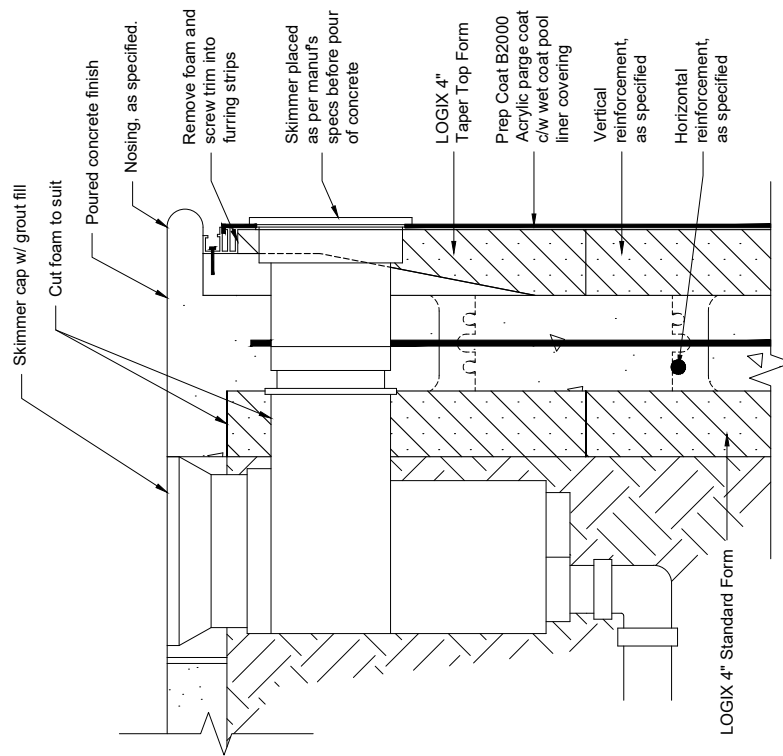 Skimmer cap w/ grout fill
Cut foam to suit
Poured concrete finish
Nosing, as specified.
Remove foam and
screw trim into
furring strips
Skimmer placed
as per manuf's
specs before pour
of concrete
LOGIX 4"
Taper Top Form
Prep Coat B2000
Acrylic parge coat
c/w wet coat pool
liner covering
Vertical
reinforcement,
as specified
Horizontal
reinforcement,
as specified
LOGIX 4" Standard Form